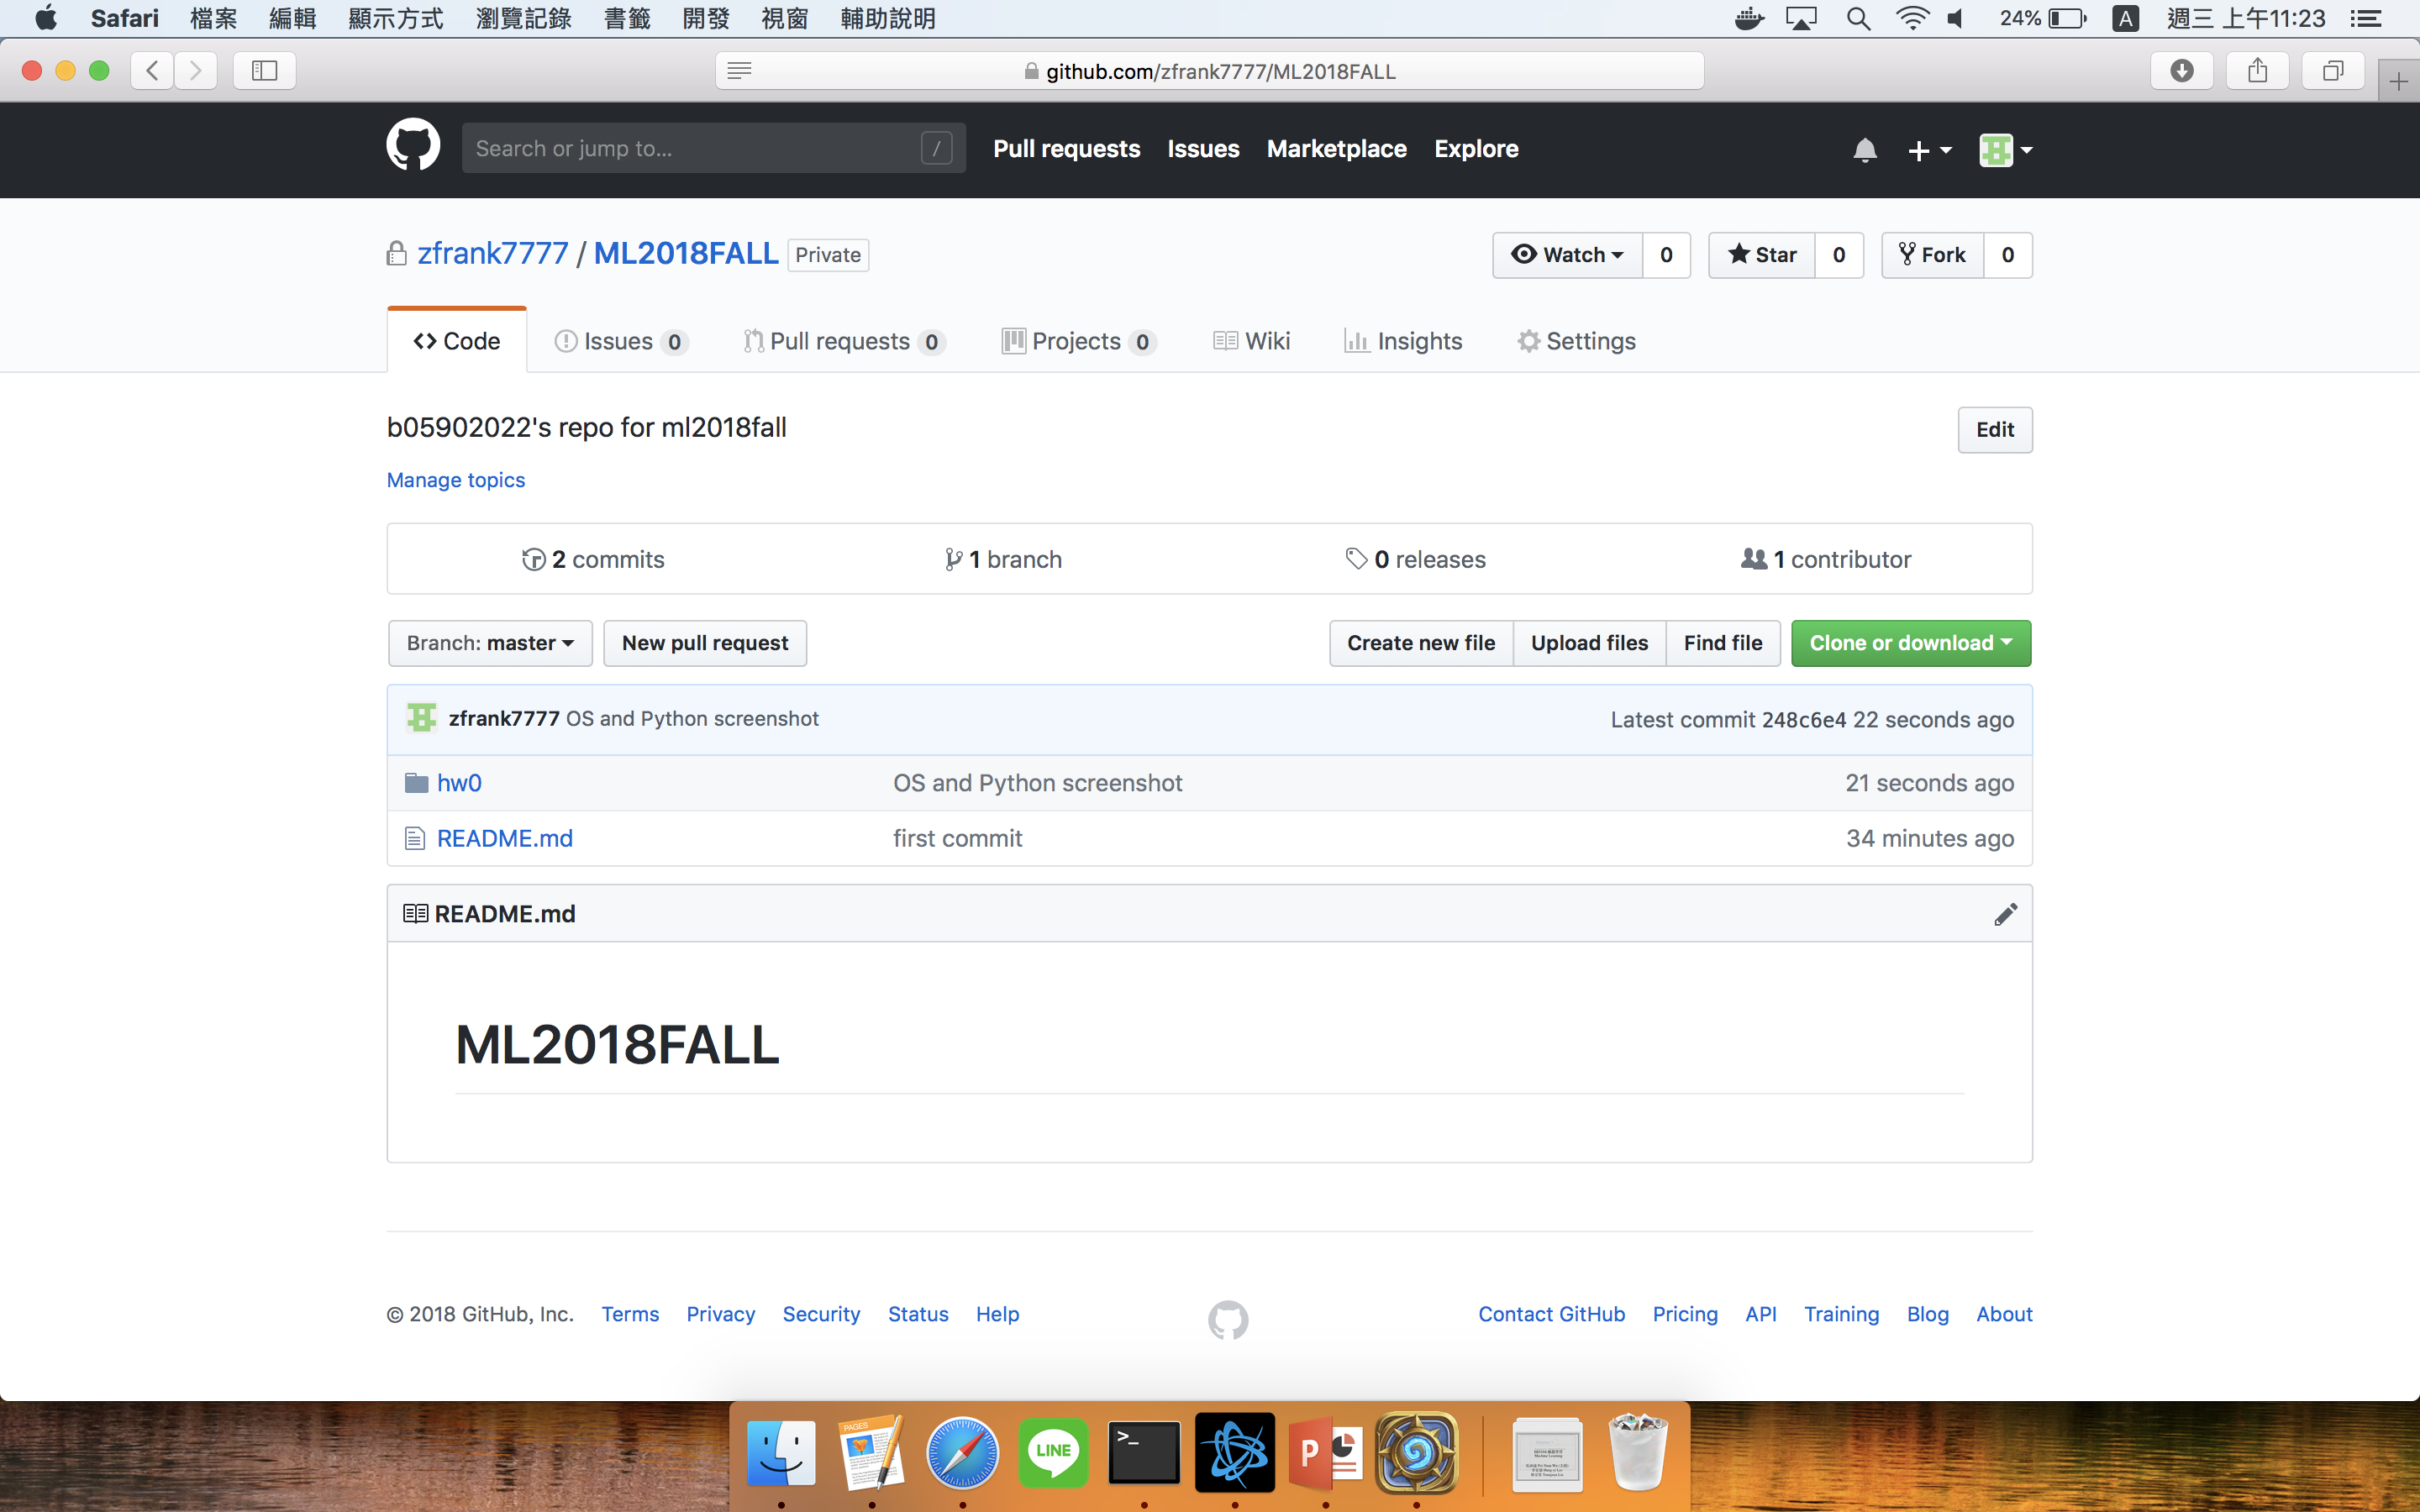 Safari 檔案 編輯 顯示方式 瀏覽記錄 書籤 開發 視窗 輔助說明 24% A 週三 上午11:23
github.com/zfrank7777/ML2018FALL
Search or jump to... / Pull requests Issues Marketplace Explore
zfrank7777 / ML2018FALL Private Watch 0 Star 0 Fork 0
Code Issues 0 Pull requests 0 Projects 0 Wiki Insights Settings
b05902022's repo for ml2018fall Edit
Manage topics
2 commits 1 branch 0 releases 1 contributor
Branch: master New pull request Create new file Upload files Find file Clone or download
zfrank7777 OS and Python screenshot Latest commit 248c6e4 22 seconds ago
hw0 OS and Python screenshot 21 seconds ago
README.md first commit 34 minutes ago
README.md
ML2018FALL
© 2018 GitHub, Inc. Terms Privacy Security Status Help Contact GitHub Pricing API Training Blog About
PAGES LINE >_ P